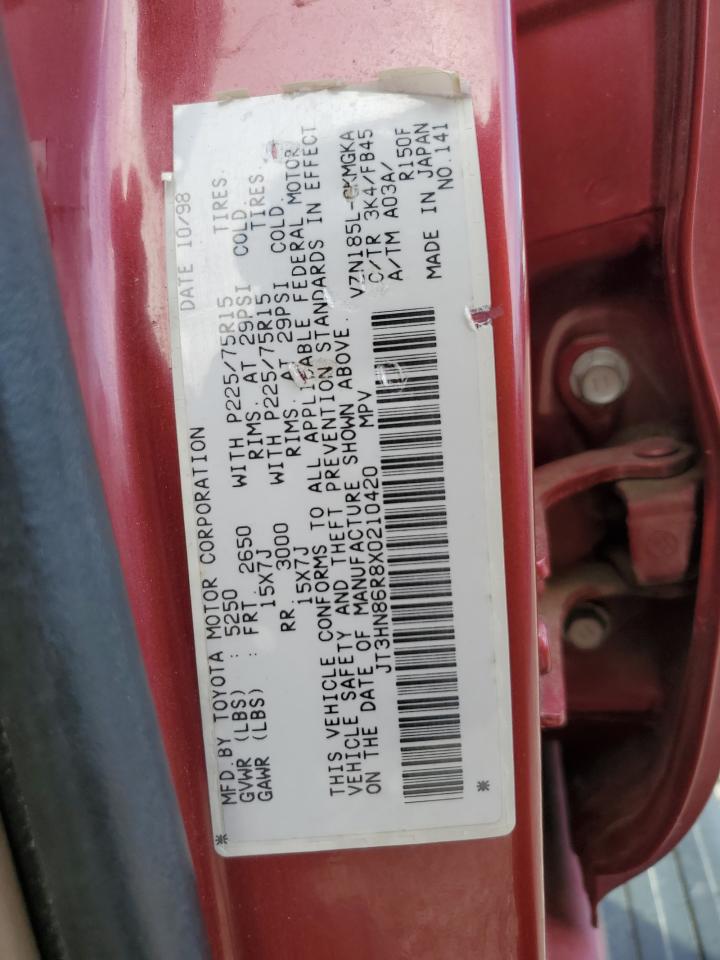 MFD.BY TOYOTA MOTOR CORPORATION DATE 10/98
GVWR (LBS) : 5250
GAWR (LBS) : FRT. 2650 WITH P225/75R15 TIRES.
15X7J RIMS. AT 29PSI COLD.
RR. 3000 WITH P225/75R15 TIRES.
15X7J RIMS. AT 29PSI COLD.
THIS VEHICLE CONFORMS TO ALL APPLICABLE FEDERAL MOTOR
VEHICLE SAFETY AND THEFT PREVENTION STANDARDS IN EFFECT
ON THE DATE OF MANUFACTURE SHOWN ABOVE.
JT3HN86R8X0210420 MPV
VZN185L-GKMGKA
C/TR 3K4/FB45
A/TM A03A/
R150F
MADE IN JAPAN
NO.141